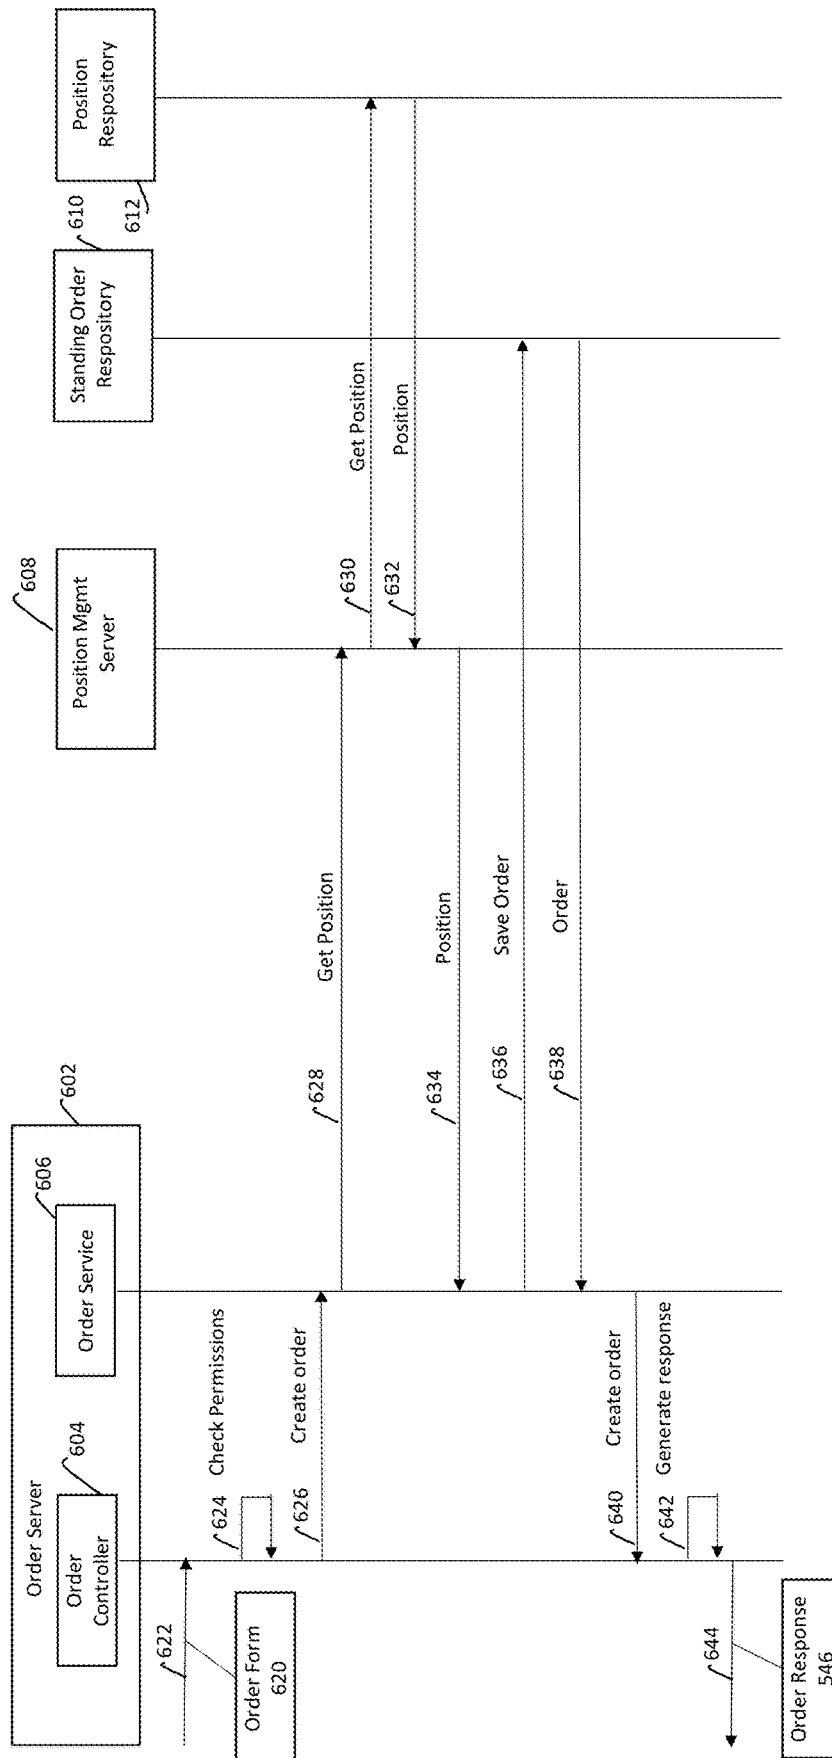 Order Server
602
Order
Controller
604
Order Service
606
Position Mgmt
Server
608
Standing Order
Respository
610
Position
Respository
612
622
Order Form
620
624
Check Permissions
626
Create order
628
Get Position
630
Get Position
632
Position
634
Position
636
Save Order
638
Order
640
Create order
642
Generate response
644
Order Response
546